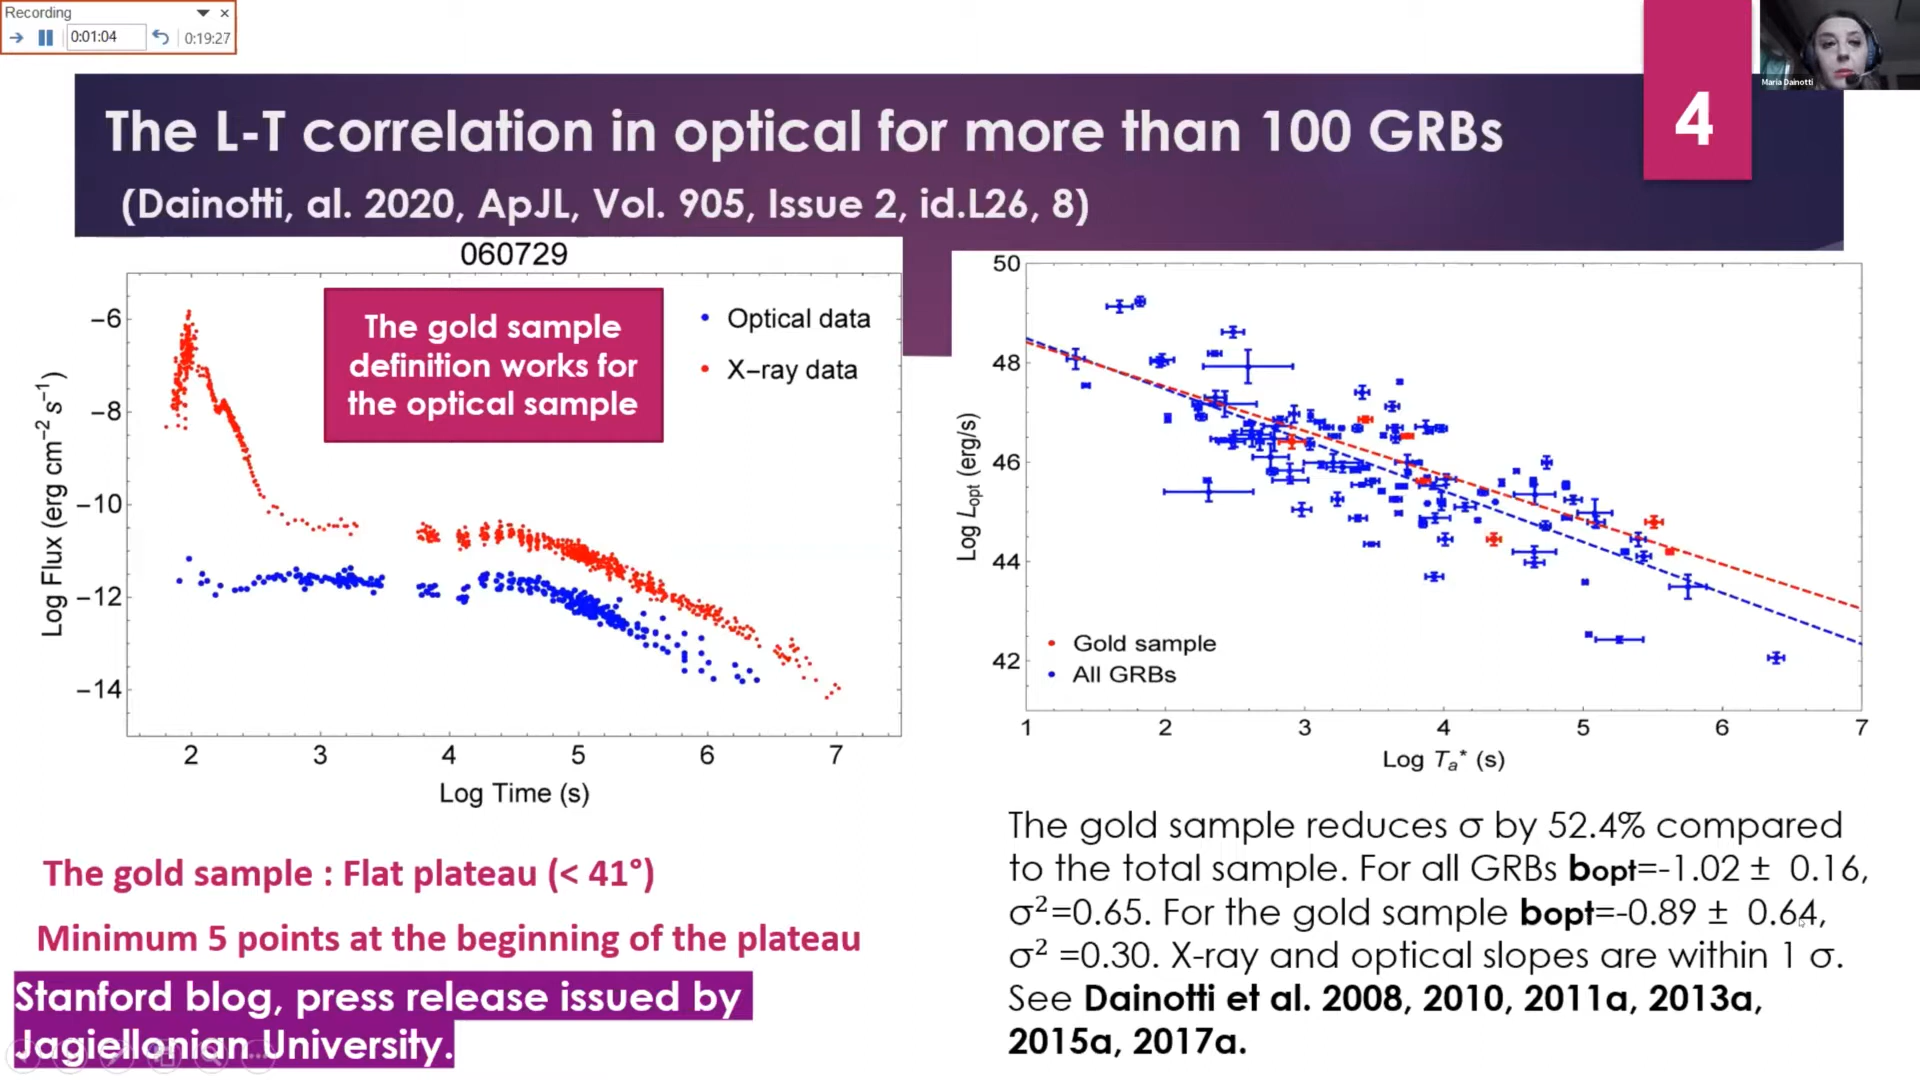 Recording
0:01:04
0:19:27
Maria Dainotti
4
The L-T correlation in optical for more than 100 GRBs
(Dainotti, al. 2020, ApJL, Vol. 905, Issue 2, id.L26, 8)
060729
The gold sample
definition works for
the optical sample
Optical data
X−ray data
Log Flux (erg cm⁻² s⁻¹)
−6
−8
−10
−12
−14
2 3 4 5 6 7
Log Time (s)
Log Lopt (erg/s)
50
48
46
44
42
Gold sample
All GRBs
1 2 3 4 5 6 7
Log Ta* (s)
The gold sample : Flat plateau (< 41°)
Minimum 5 points at the beginning of the plateau
Stanford blog, press release issued by
Jagiellonian University.
The gold sample reduces σ by 52.4% compared
to the total sample. For all GRBs bopt=-1.02 ± 0.16,
σ²=0.65. For the gold sample bopt=-0.89 ± 0.64,
σ² =0.30. X-ray and optical slopes are within 1 σ.
See Dainotti et al. 2008, 2010, 2011a, 2013a,
2015a, 2017a.